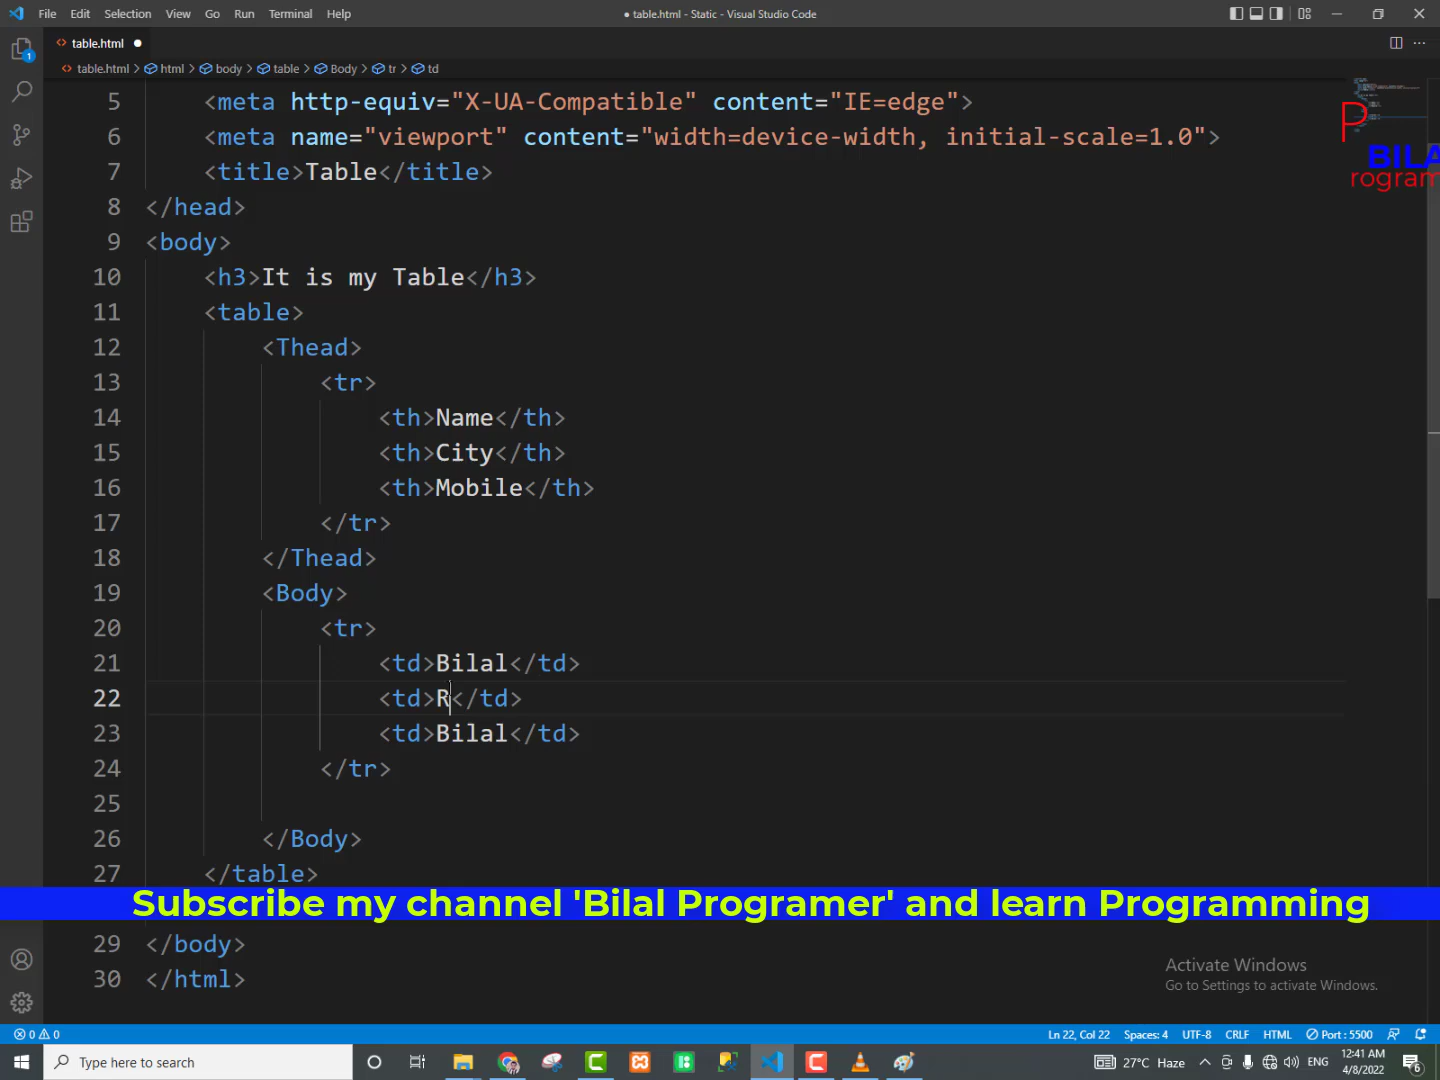 File Edit Selection View Go Run Terminal Help
● table.html - Static - Visual Studio Code
table.html
table.html > html > body > table > Body > tr > td
5 <meta http-equiv="X-UA-Compatible" content="IE=edge">
6 <meta name="viewport" content="width=device-width, initial-scale=1.0">
7 <title>Table</title>
8 </head>
9 <body>
10 <h3>It is my Table</h3>
11 <table>
12 <Thead>
13 <tr>
14 <th>Name</th>
15 <th>City</th>
16 <th>Mobile</th>
17 </tr>
18 </Thead>
19 <Body>
20 <tr>
21 <td>Bilal</td>
22 <td>R</td>
23 <td>Bilal</td>
24 </tr>
25
26 </Body>
27 </table>
29 </body>
30 </html>
P
BILA
rogram
1
Subscribe my channel 'Bilal Programer' and learn Programming
Activate Windows
Go to Settings to activate Windows.
0 0
Ln 22, Col 22 Spaces: 4 UTF-8 CRLF HTML Port : 5500
Type here to search
27°C Haze
ENG
12:41 AM
4/8/2022
6